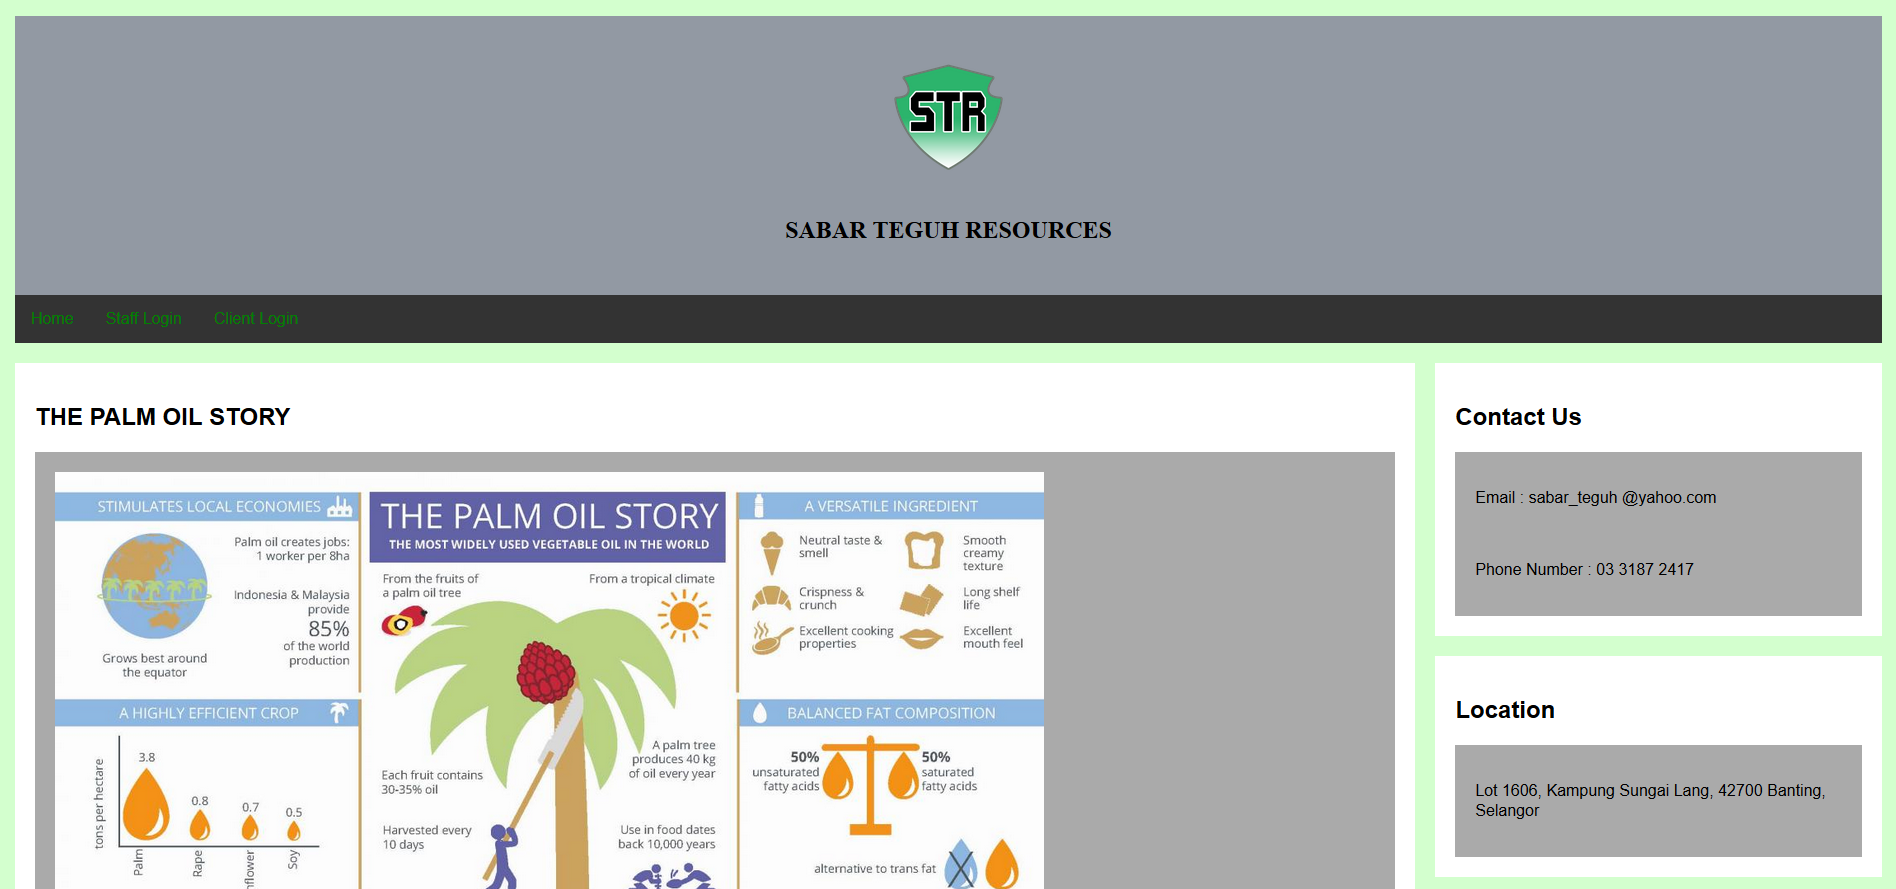 STR
SABAR TEGUH RESOURCES
Home
Staff Login
Client Login
THE PALM OIL STORY
STIMULATES LOCAL ECONOMIES
Palm oil creates jobs:
1 worker per 8ha
Indonesia & Malaysia
provide
85%
of the world
production
Grows best around
the equator
A HIGHLY EFFICIENT CROP
tons per hectare
3.8
0.8
0.7
0.5
Palm
Rape
Soy
THE PALM OIL STORY
THE MOST WIDELY USED VEGETABLE OIL IN THE WORLD
From the fruits of
a palm oil tree
From a tropical climate
A palm tree
produces 40 kg
of oil every year
Each fruit contains
30-35% oil
Harvested every
10 days
Use in food dates
back 10,000 years
A VERSATILE INGREDIENT
Neutral taste &
smell
Smooth
creamy
texture
Crispness &
crunch
Long shelf
life
Excellent cooking
properties
Excellent
mouth feel
BALANCED FAT COMPOSITION
50%
unsaturated
fatty acids
50%
saturated
fatty acids
alternative to trans fat
Contact Us
Email : sabar_teguh @yahoo.com
Phone Number : 03 3187 2417
Location
Lot 1606, Kampung Sungai Lang, 42700 Banting,
Selangor